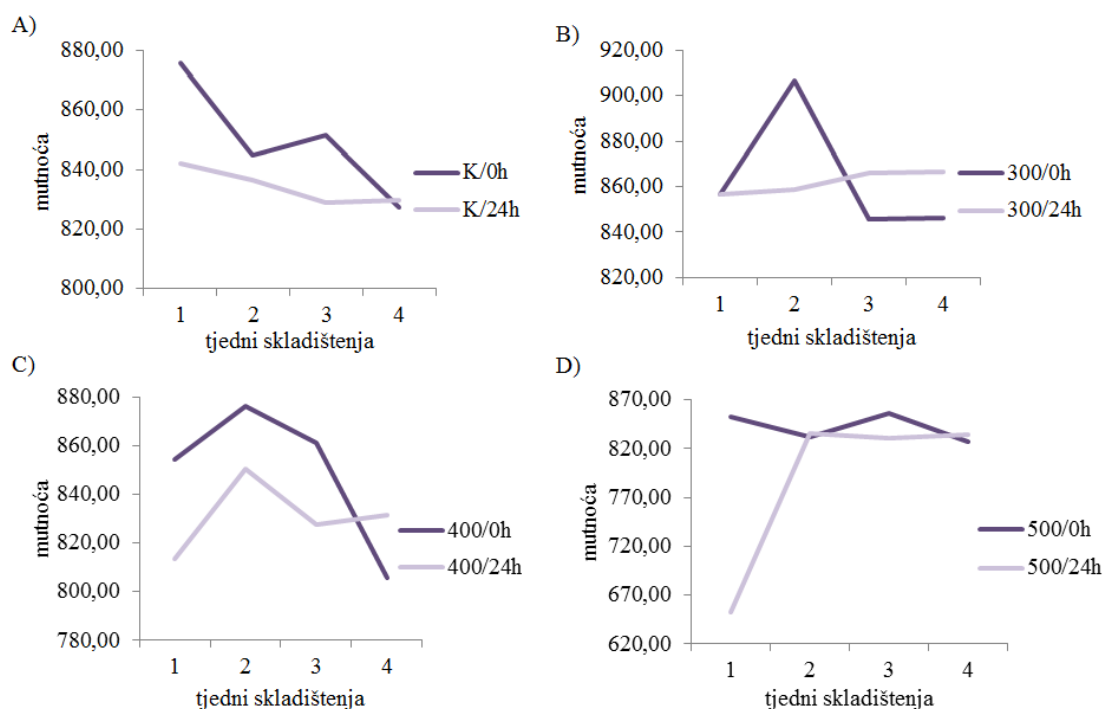 A)
880,00
860,00
840,00
820,00
800,00
mutnoća
1 2 3 4
tjedni skladištenja
K/0h
K/24h
B)
920,00
900,00
880,00
860,00
840,00
820,00
mutnoća
1 2 3 4
tjedni skladištenja
300/0h
300/24h
C)
880,00
860,00
840,00
820,00
800,00
780,00
mutnoća
1 2 3 4
tjedni skladištenja
400/0h
400/24h
D)
870,00
820,00
770,00
720,00
670,00
620,00
mutnoća
1 2 3 4
tjedni skladištenja
500/0h
500/24h